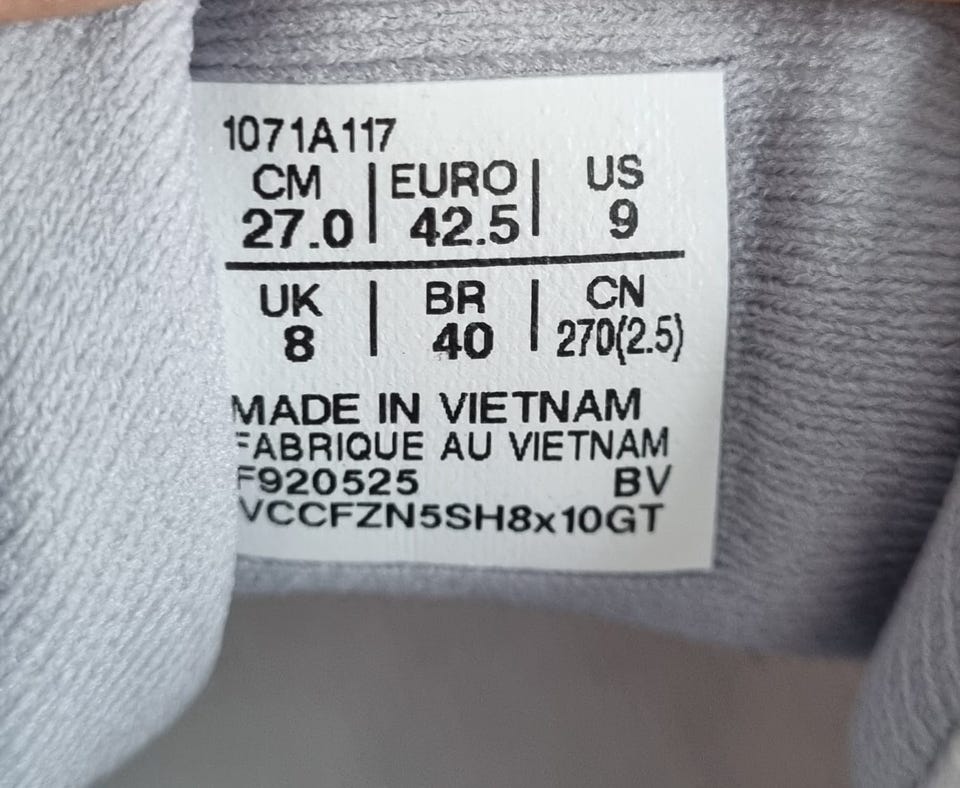 1071A117
CM | EURO | US
27.0 | 42.5 | 9
UK | BR | CN
8 | 40 | 270(2.5)
MADE IN VIETNAM
FABRIQUE AU VIETNAM
F920525 BV
VCCFZN5SH8x10GT